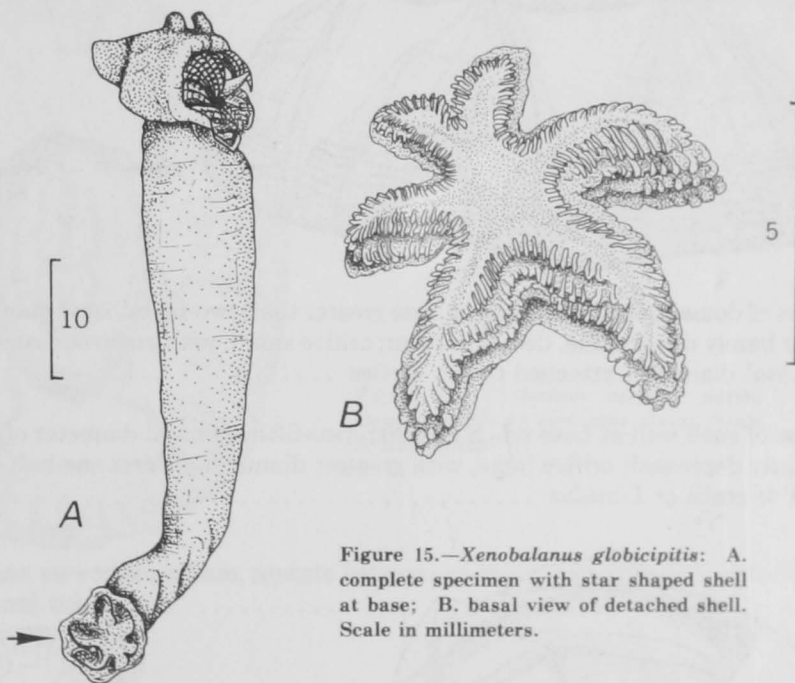 10
A
B
5
Figure 15.—Xenobalanus globicipitis: A.
complete specimen with star shaped shell
at base; B. basal view of detached shell.
Scale in millimeters.